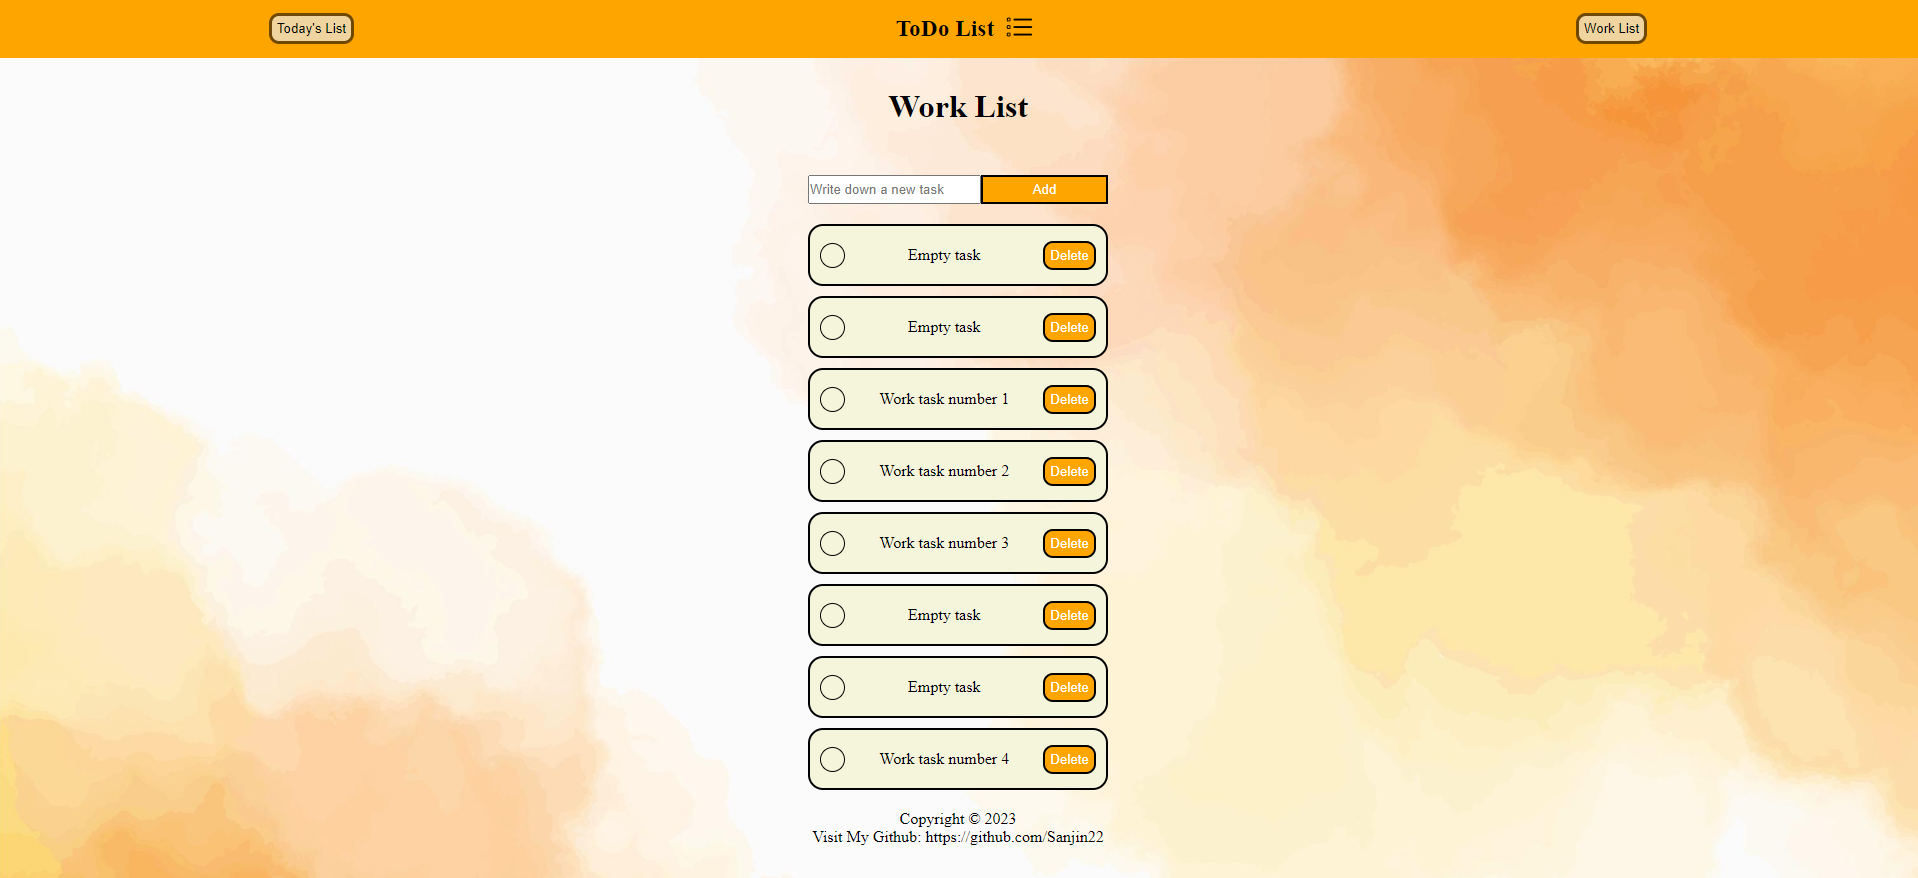 Today's List
ToDo List
Work List
Work List
Write down a new task
Add
Empty task
Delete
Empty task
Delete
Work task number 1
Delete
Work task number 2
Delete
Work task number 3
Delete
Empty task
Delete
Empty task
Delete
Work task number 4
Delete
Copyright © 2023
Visit My Github: https://github.com/Sanjin22